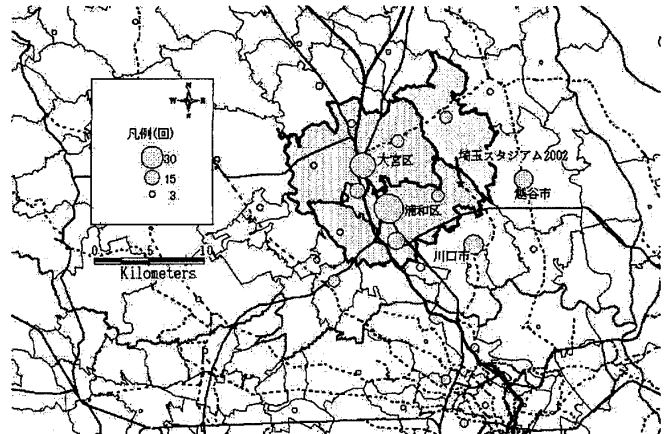 N
W E
S
凡例(回)
30
15
3
0 5 10
Kilometers
大宮区
埼玉スタジアム2002
越谷市
浦和区
川口市